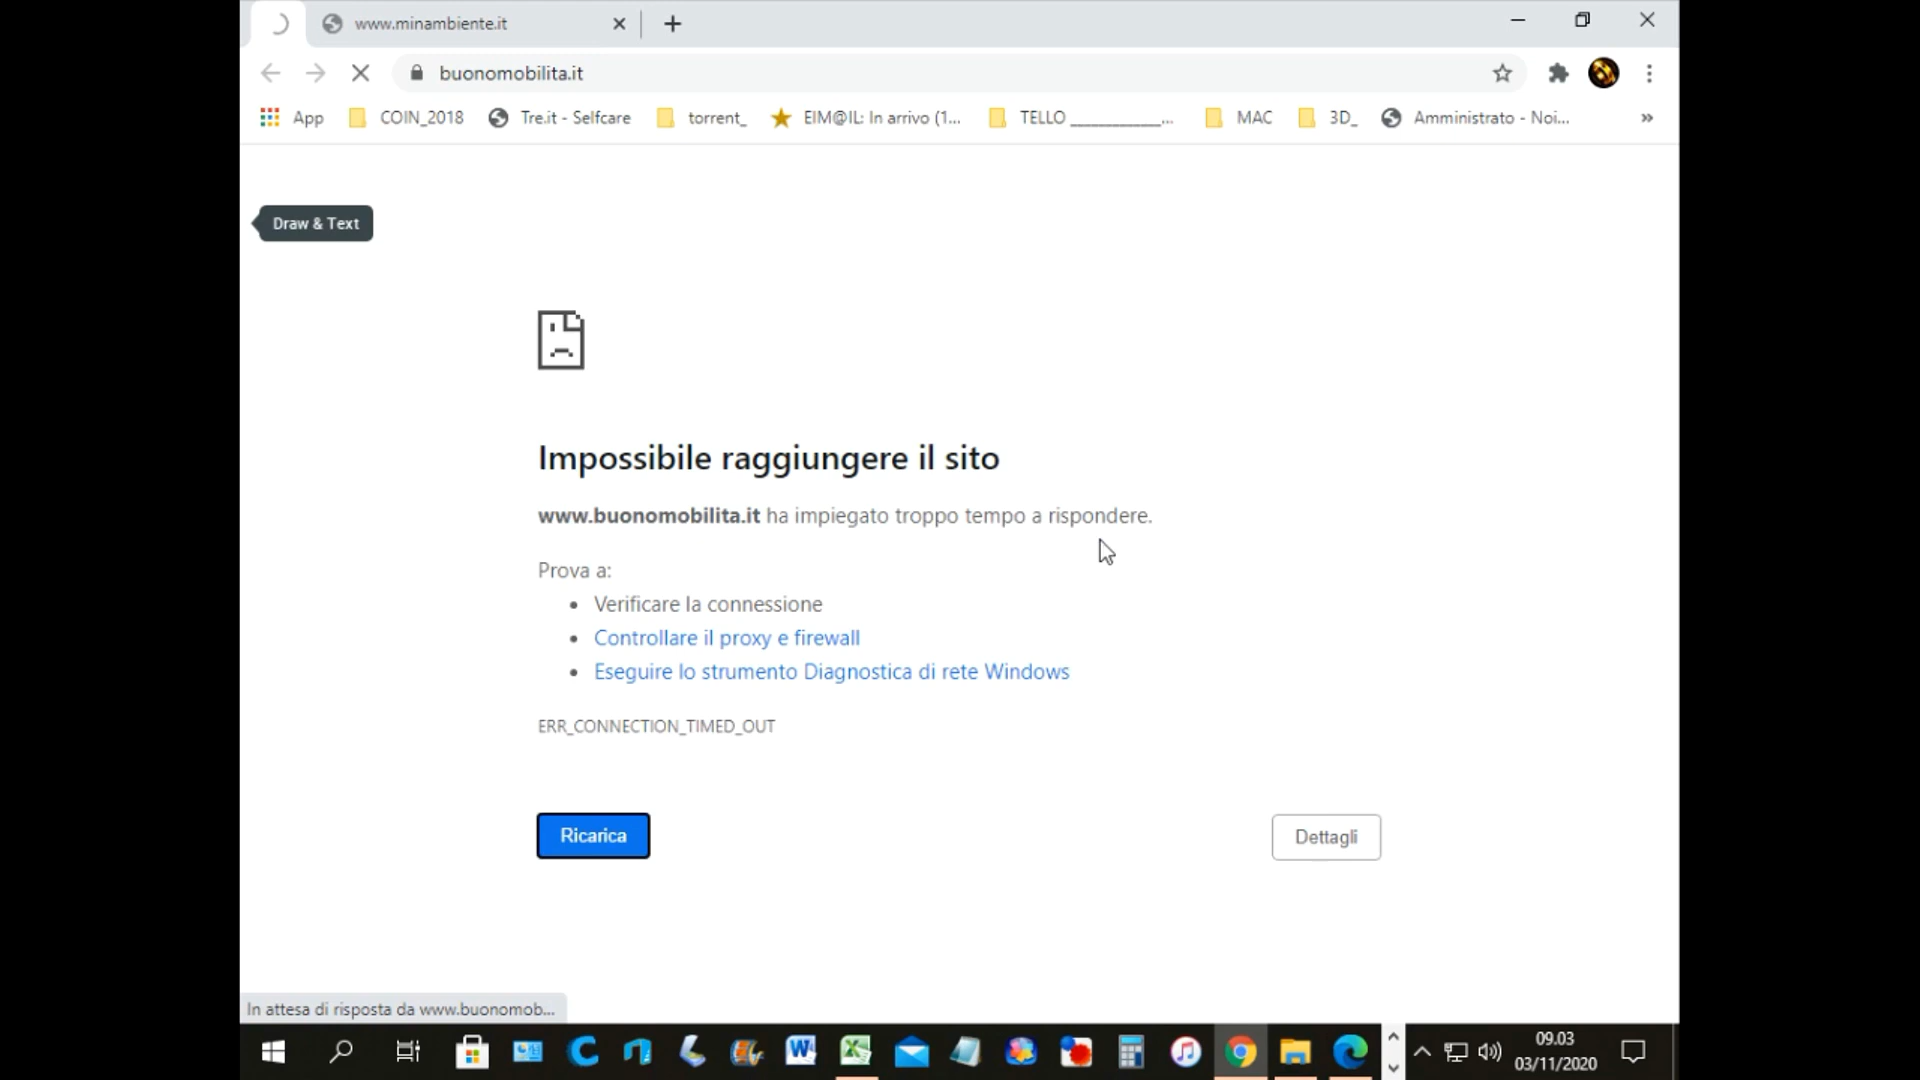 www.minambiente.it
buonomobilita.it
App COIN_2018 Tre.it - Selfcare torrent_ EIM@IL: In arrivo (1... TELLO ___________... MAC 3D_ Amministrato - Noi... »
Draw & Text
Impossibile raggiungere il sito
www.buonomobilita.it ha impiegato troppo tempo a rispondere.
Prova a:
• Verificare la connessione
• Controllare il proxy e firewall
• Eseguire lo strumento Diagnostica di rete Windows
ERR_CONNECTION_TIMED_OUT
Ricarica Dettagli
In attesa di risposta da www.buonomob...
09.03
03/11/2020